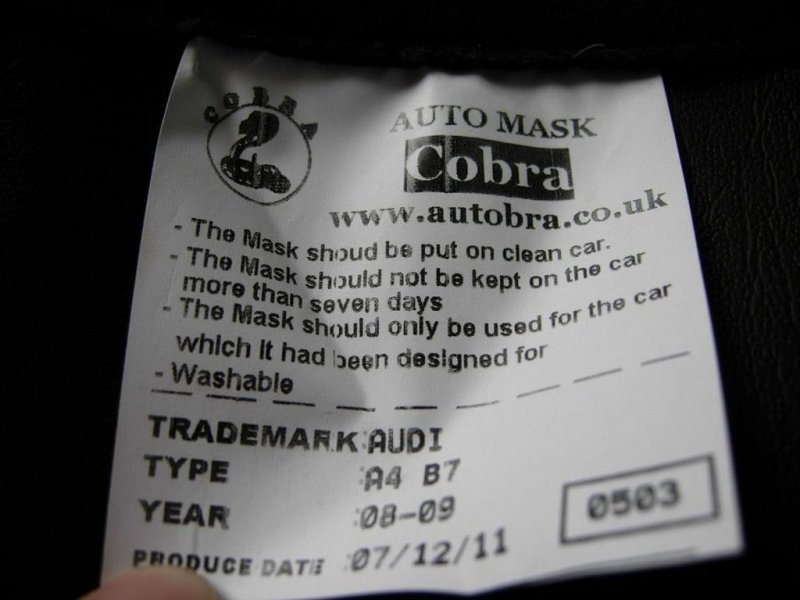 COBRA
AUTO MASK
Cobra
www.autobra.co.uk
- The Mask shoud be put on clean car.
- The Mask should not be kept on the car
more than seven days
- The Mask should only be used for the car
which it had been designed for
- Washable
TRADEMARK:AUDI
TYPE :A4 B7
YEAR :08-09
0503
PRODUCE DATE :07/12/11